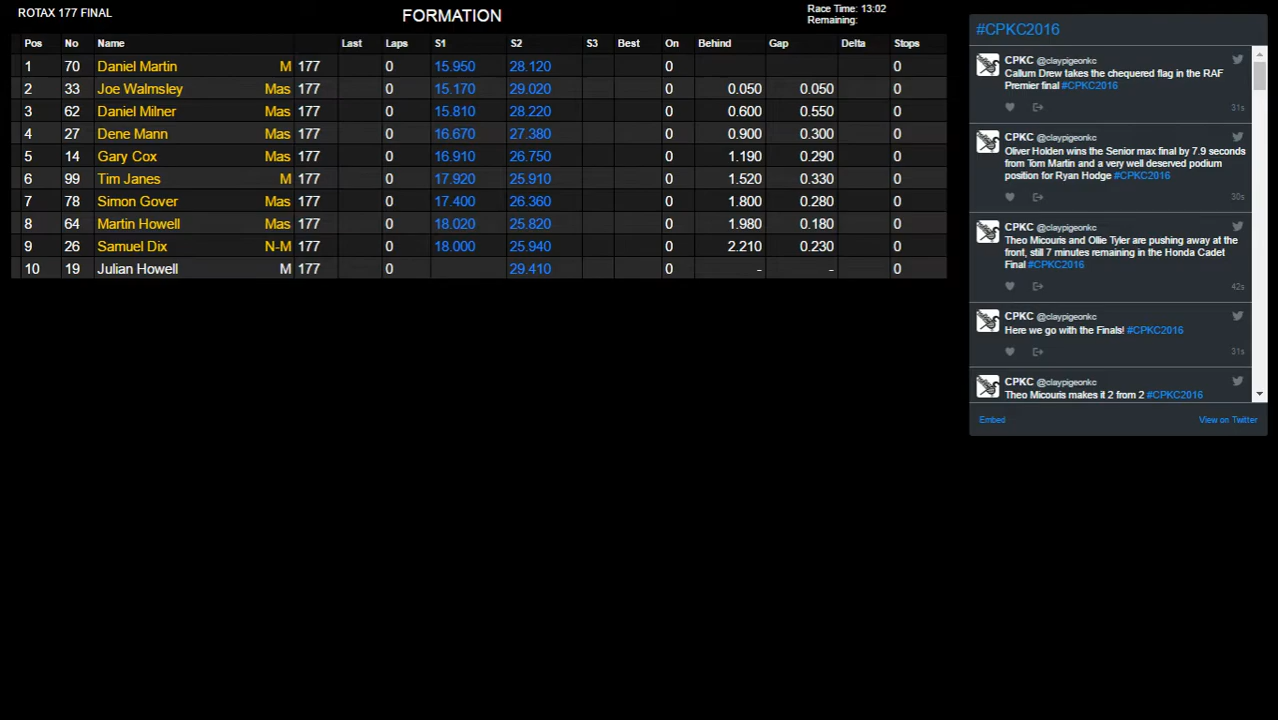 ROTAX 177 FINAL
FORMATION
Race Time: 13:02
Remaining:
Pos No Name Last Laps S1 S2 S3 Best On Behind Gap Delta Stops
1 70 Daniel Martin M 177 0 15.950 28.120 0 0
2 33 Joe Walmsley Mas 177 0 15.170 29.020 0 0.050 0.050 0
3 62 Daniel Milner Mas 177 0 15.810 28.220 0 0.600 0.550 0
4 27 Dene Mann Mas 177 0 16.670 27.380 0 0.900 0.300 0
5 14 Gary Cox Mas 177 0 16.910 26.750 0 1.190 0.290 0
6 99 Tim Janes M 177 0 17.920 25.910 0 1.520 0.330 0
7 78 Simon Gover Mas 177 0 17.400 26.360 0 1.800 0.280 0
8 64 Martin Howell Mas 177 0 18.020 25.820 0 1.980 0.180 0
9 26 Samuel Dix N-M 177 0 18.000 25.940 0 2.210 0.230 0
10 19 Julian Howell M 177 0 29.410 0 - - 0
#CPKC2016
CPKC @claypigeonkc
Callum Drew takes the chequered flag in the RAF
Premier final #CPKC2016
31s
CPKC @claypigeonkc
Oliver Holden wins the Senior max final by 7.9 seconds
from Tom Martin and a very well deserved podium
position for Ryan Hodge #CPKC2016
30s
CPKC @claypigeonkc
Theo Micouris and Ollie Tyler are pushing away at the
front, still 7 minutes remaining in the Honda Cadet
Final #CPKC2016
42s
CPKC @claypigeonkc
Here we go with the Finals! #CPKC2016
31s
CPKC @claypigeonkc
Theo Micouris makes it 2 from 2 #CPKC2016
Embed View on Twitter